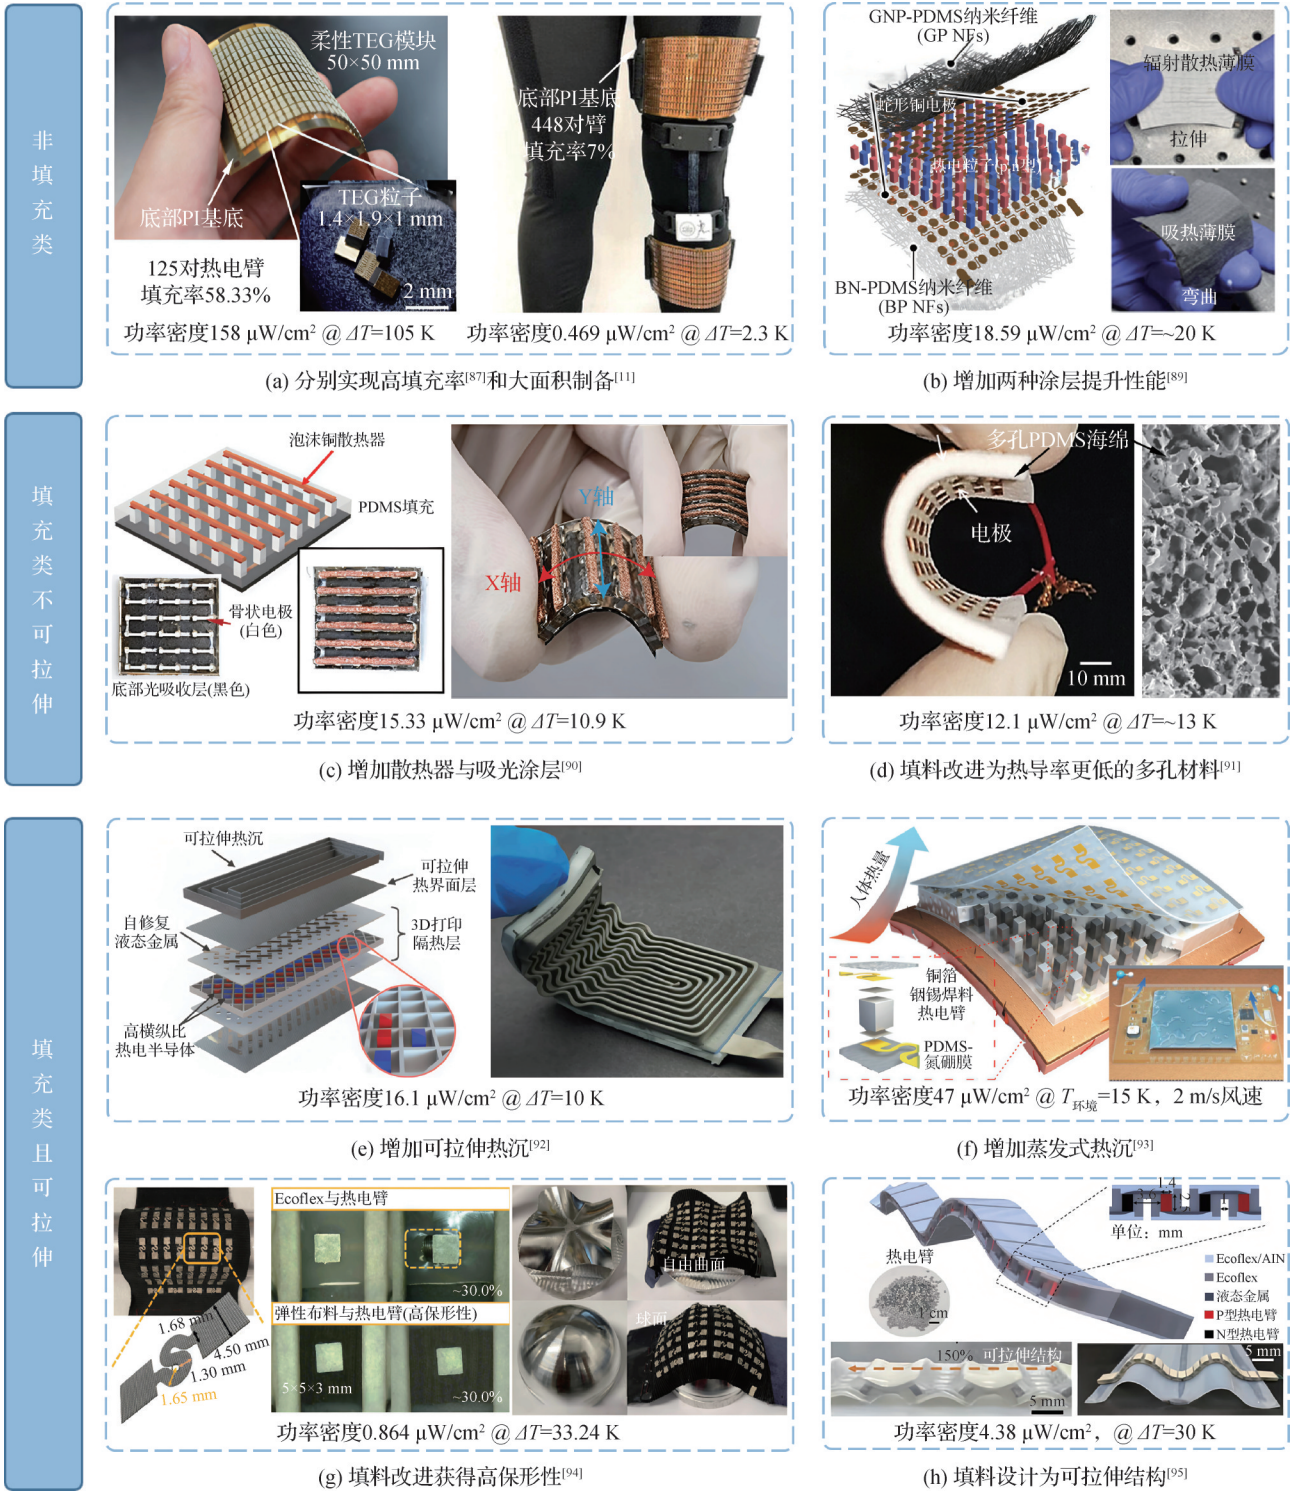 非填充类
柔性TEG模块
50×50 mm
底部PI基底
TEG粒子
1.4×1.9×1 mm
2 mm
125对热电臂
填充率58.33%
底部PI基底
448对臂
填充率7%
功率密度158 μW/cm² @ ΔT=105 K
功率密度0.469 μW/cm² @ ΔT=2.3 K
(a) 分别实现高填充率[87]和大面积制备[11]
GNP-PDMS纳米纤维
(GP NFs)
蛇形铜电极
热电粒子(p,n型)
BN-PDMS纳米纤维
(BP NFs)
辐射散热薄膜
拉伸
吸热薄膜
弯曲
功率密度18.59 μW/cm² @ ΔT=~20 K
(b) 增加两种涂层提升性能[89]
填充类不可拉伸
泡沫铜散热器
PDMS填充
骨状电极
(白色)
底部光吸收层(黑色)
Y轴
X轴
功率密度15.33 μW/cm² @ ΔT=10.9 K
(c) 增加散热器与吸光涂层[90]
多孔PDMS海绵
电极
10 mm
功率密度12.1 μW/cm² @ ΔT=~13 K
(d) 填料改进为热导率更低的多孔材料[91]
填充类且可拉伸
可拉伸热沉
可拉伸
热界面层
自修复
液态金属
3D打印
隔热层
高横纵比
热电半导体
功率密度16.1 μW/cm² @ ΔT=10 K
(e) 增加可拉伸热沉[92]
人体热量
铜箔
铟锡焊料
热电臂
PDMS-
氮硼膜
功率密度47 μW/cm² @ T环境=15 K，2 m/s风速
(f) 增加蒸发式热沉[93]
1.68 mm
4.50 mm
1.30 mm
1.65 mm
Ecoflex与热电臂
~30.0%
弹性布料与热电臂(高保形性)
5×5×3 mm
~30.0%
自由曲面
球面
功率密度0.864 μW/cm² @ ΔT=33.24 K
(g) 填料改进获得高保形性[94]
1.4
3.6
单位：mm
热电臂
1 cm
Ecoflex/AlN
Ecoflex
液态金属
P型热电臂
N型热电臂
150%
可拉伸结构
5 mm
5 mm
功率密度4.38 μW/cm²，@ ΔT=30 K
(h) 填料设计为可拉伸结构[95]